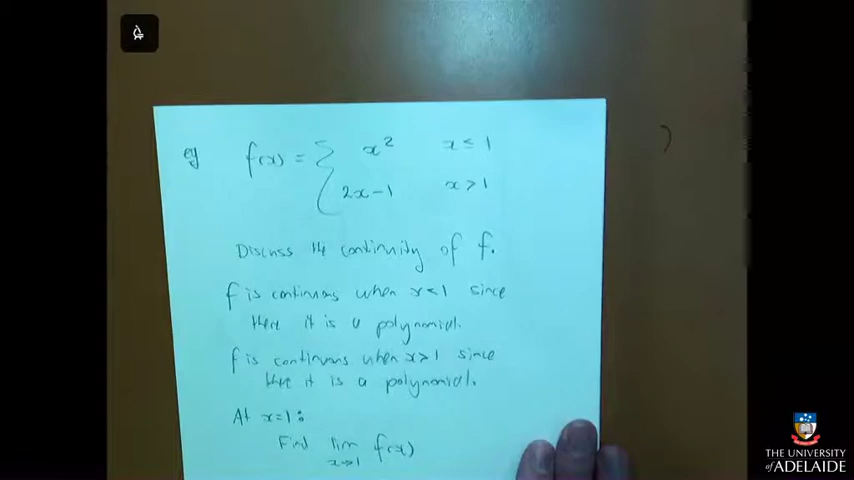 eg f(x) = { x² x ≤ 1
2x-1 x > 1
Discuss the continuity of f.
f is continuous when x<1 since
there it is a polynomial.
f is continuous when x>1 since
there it is a polynomial.
At x=1:
Find lim f(x)
x→1
THE UNIVERSITY
of ADELAIDE